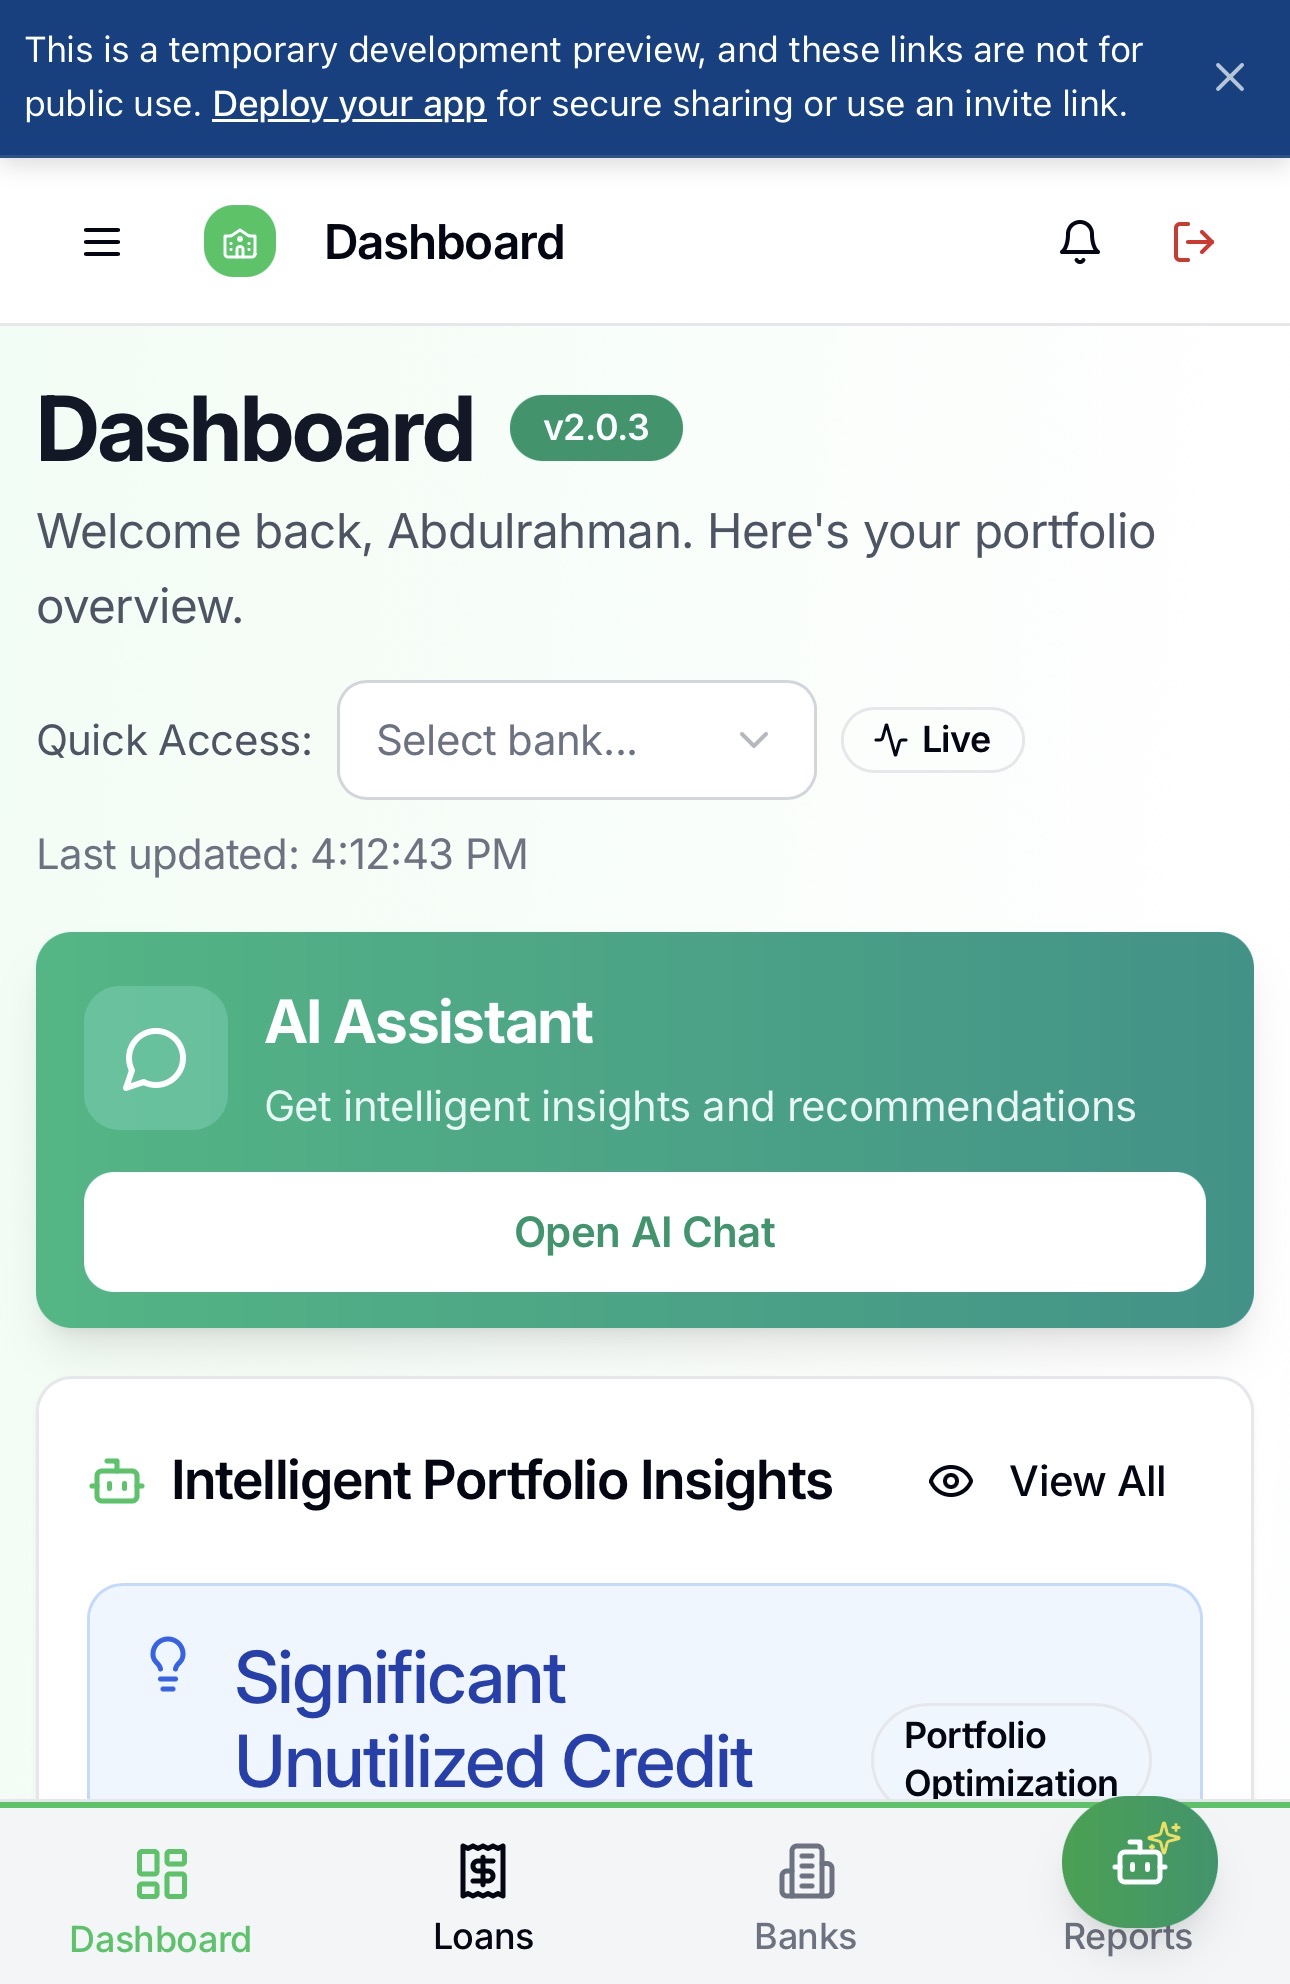 This is a temporary development preview, and these links are not for
public use. Deploy your app for secure sharing or use an invite link.
Dashboard
Dashboard v2.0.3
Welcome back, Abdulrahman. Here's your portfolio
overview.
Quick Access: Select bank... Live
Last updated: 4:12:43 PM
AI Assistant
Get intelligent insights and recommendations
Open AI Chat
Intelligent Portfolio Insights View All
Significant
Unutilized Credit
Portfolio
Optimization
Dashboard Loans Banks Reports